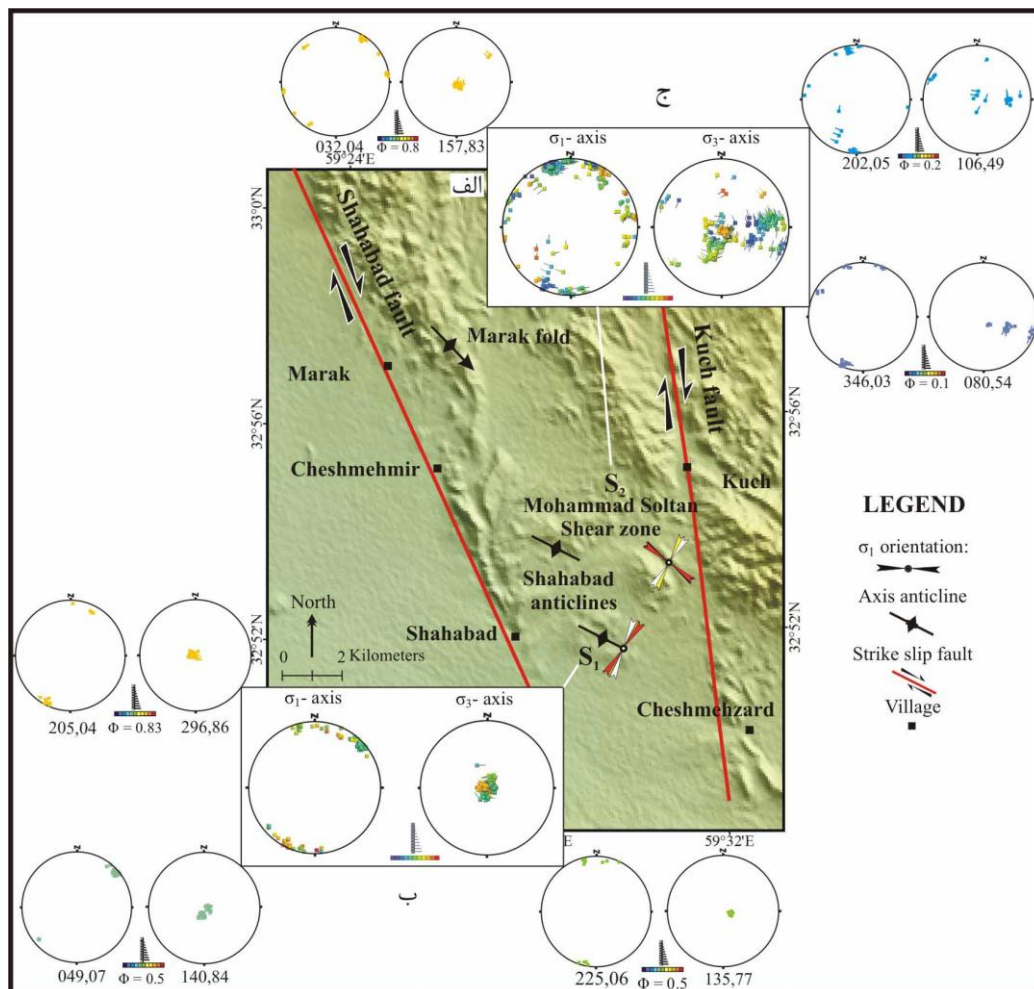 N
N
032,04
Φ = 0.8
157,83
ج
N
N
202,05
Φ = 0.2
106,49
59°24'E
الف
σ1- axis
σ3- axis
33°0'N
Shahabad fault
Marak fold
Marak
Kuch fault
N
N
346,03
Φ = 0.1
080,54
32°56'N
32°56'N
Cheshmehmir
S2
Kuch
Mohammad Soltan
Shear zone
LEGEND
σ1 orientation:
Axis anticline
Strike slip fault
Village
Shahabad
anticlines
North
0 2 Kilometers
Shahabad
S1
32°52'N
32°52'N
Cheshmehzard
N
N
205,04
Φ = 0.83
296,86
σ1- axis
σ3- axis
N
N
ب
E
59°32'E
N
N
049,07
Φ = 0.5
140,84
N
N
225,06
Φ = 0.5
135,77